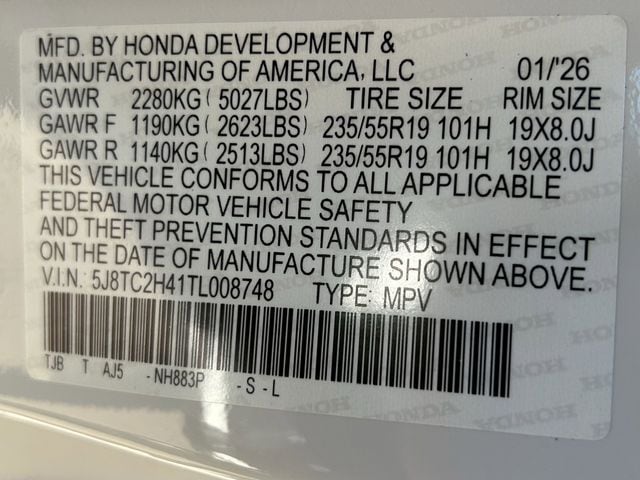 MFD. BY HONDA DEVELOPMENT &
MANUFACTURING OF AMERICA, LLC 01/'26
GVWR 2280KG ( 5027LBS) TIRE SIZE RIM SIZE
GAWR F 1190KG ( 2623LBS) 235/55R19 101H 19X8.0J
GAWR R 1140KG ( 2513LBS) 235/55R19 101H 19X8.0J
THIS VEHICLE CONFORMS TO ALL APPLICABLE
FEDERAL MOTOR VEHICLE SAFETY
AND THEFT PREVENTION STANDARDS IN EFFECT
ON THE DATE OF MANUFACTURE SHOWN ABOVE.
V.I.N. 5J8TC2H41TL008748 TYPE: MPV
TJB T AJ5 -NH883P -S-L